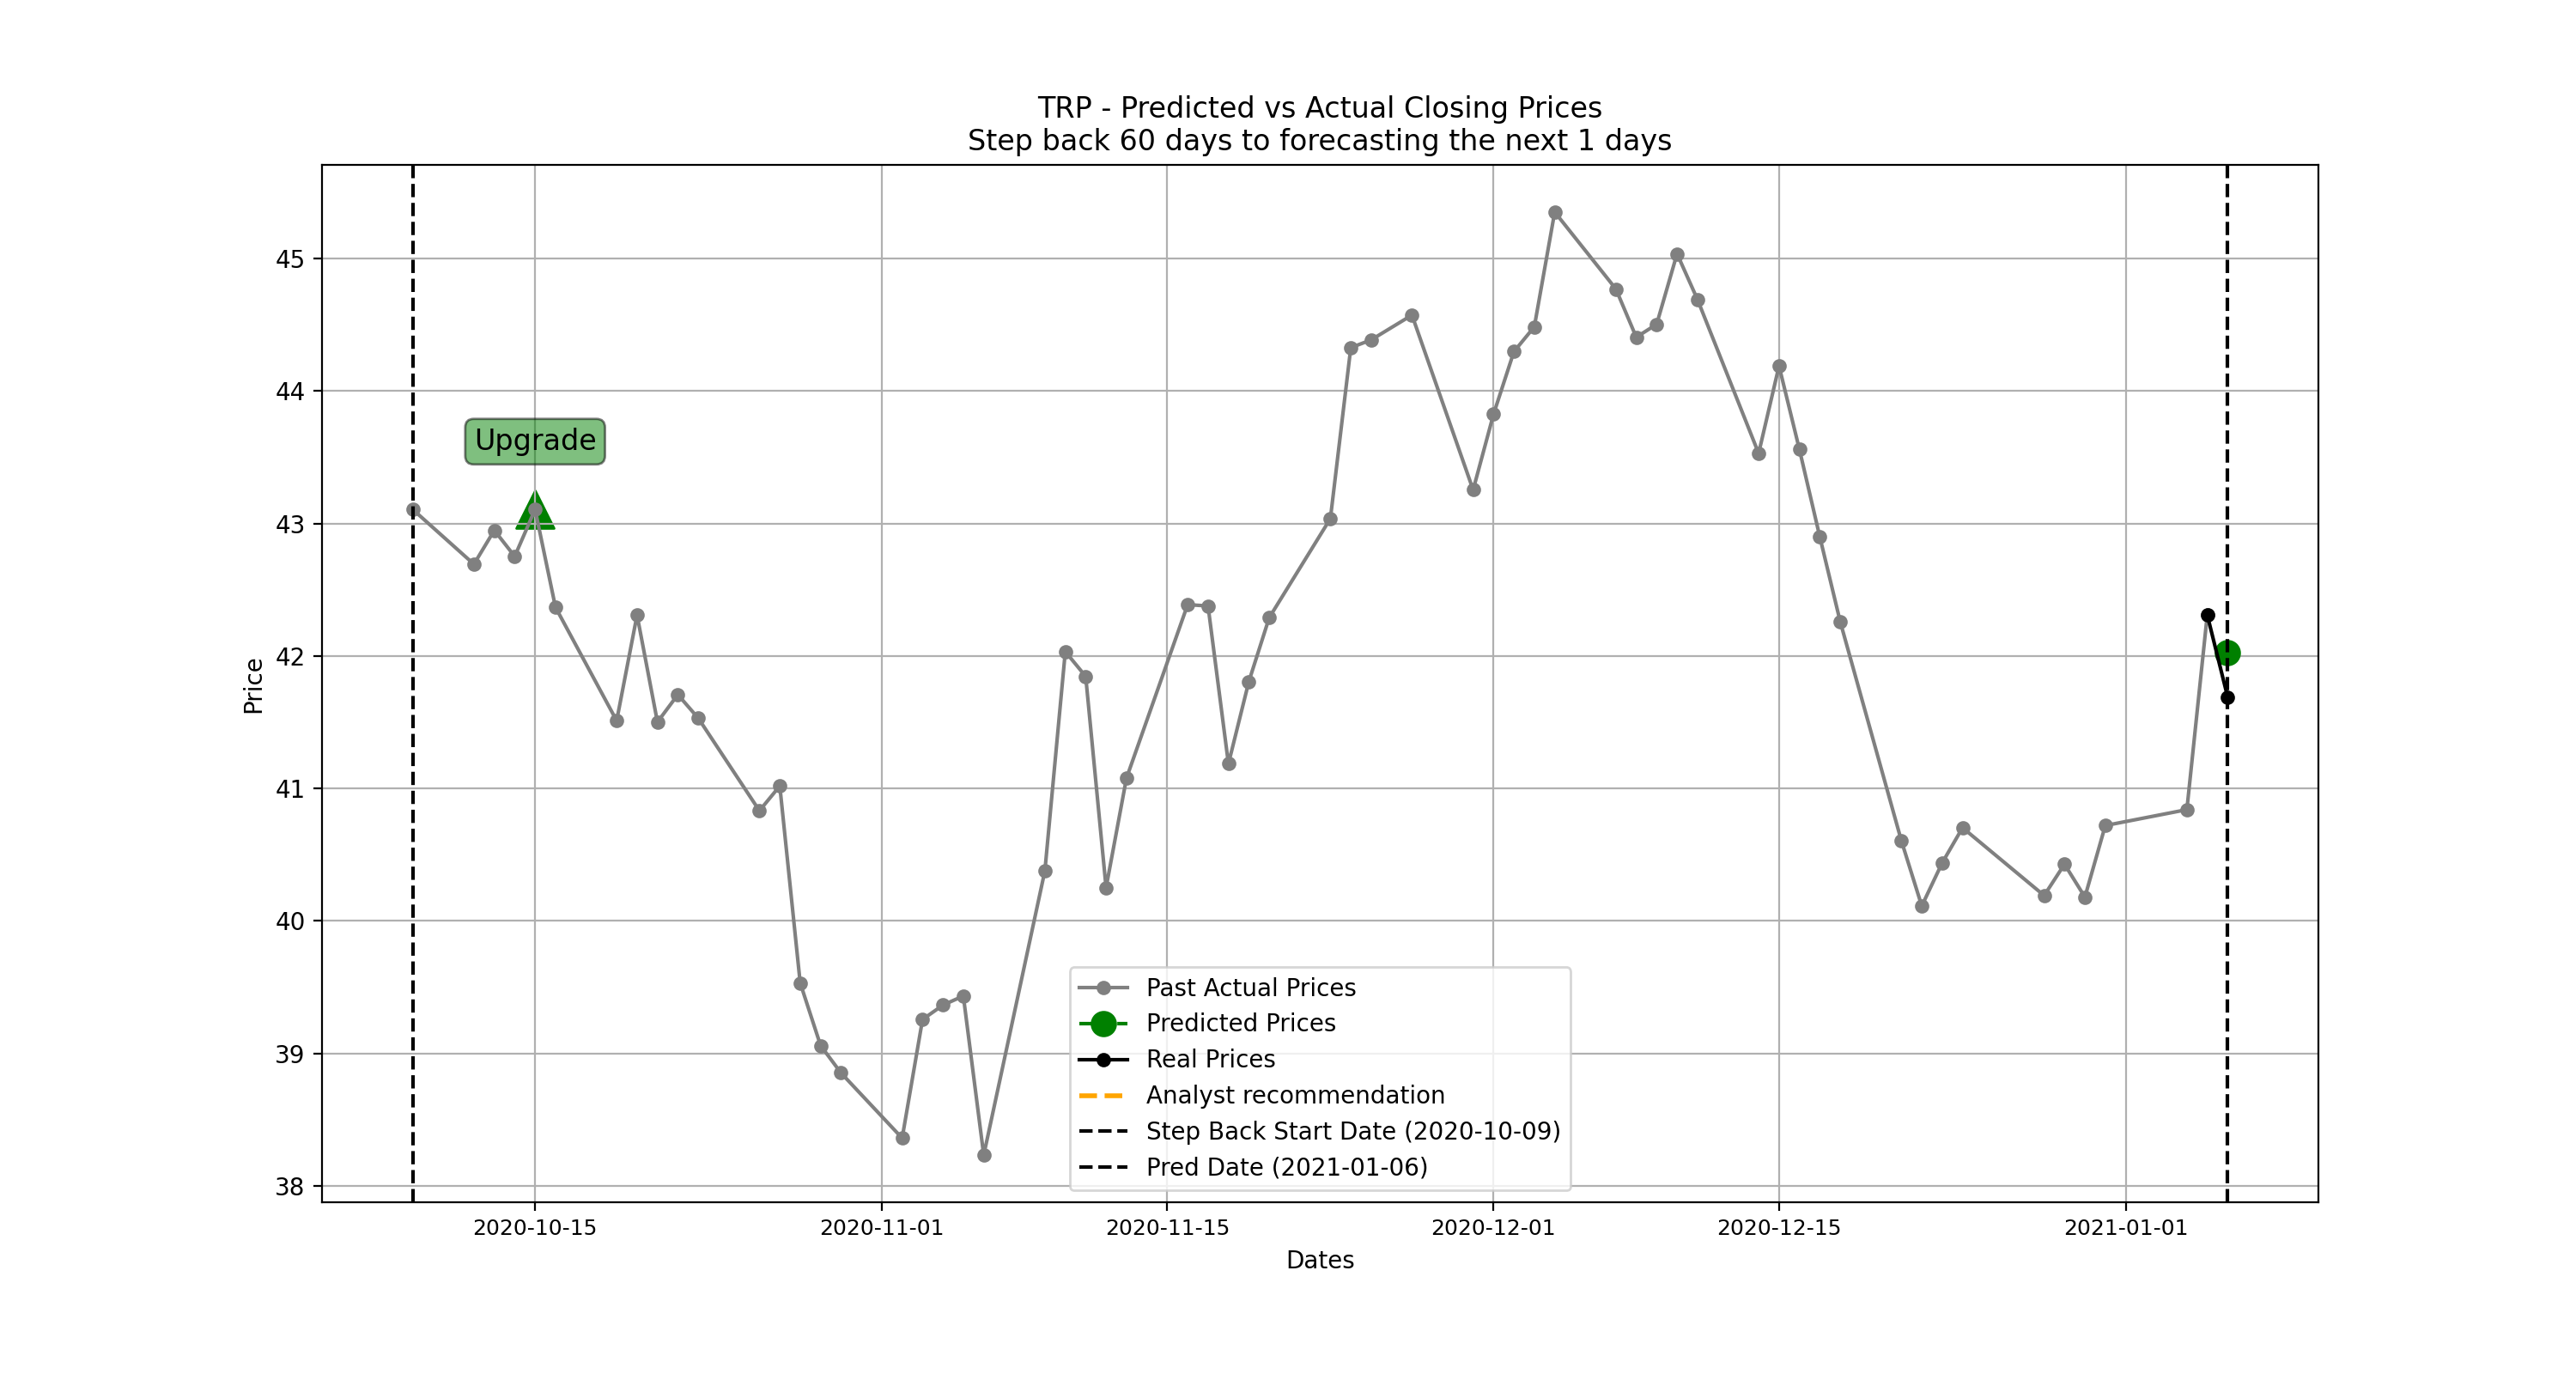 TRP - Predicted vs Actual Closing Prices
Step back 60 days to forecasting the next 1 days
Price
45
44
43
42
41
40
39
38
Upgrade
Past Actual Prices
Predicted Prices
Real Prices
Analyst recommendation
Step Back Start Date (2020-10-09)
Pred Date (2021-01-06)
2020-10-15
2020-11-01
2020-11-15
2020-12-01
2020-12-15
2021-01-01
Dates